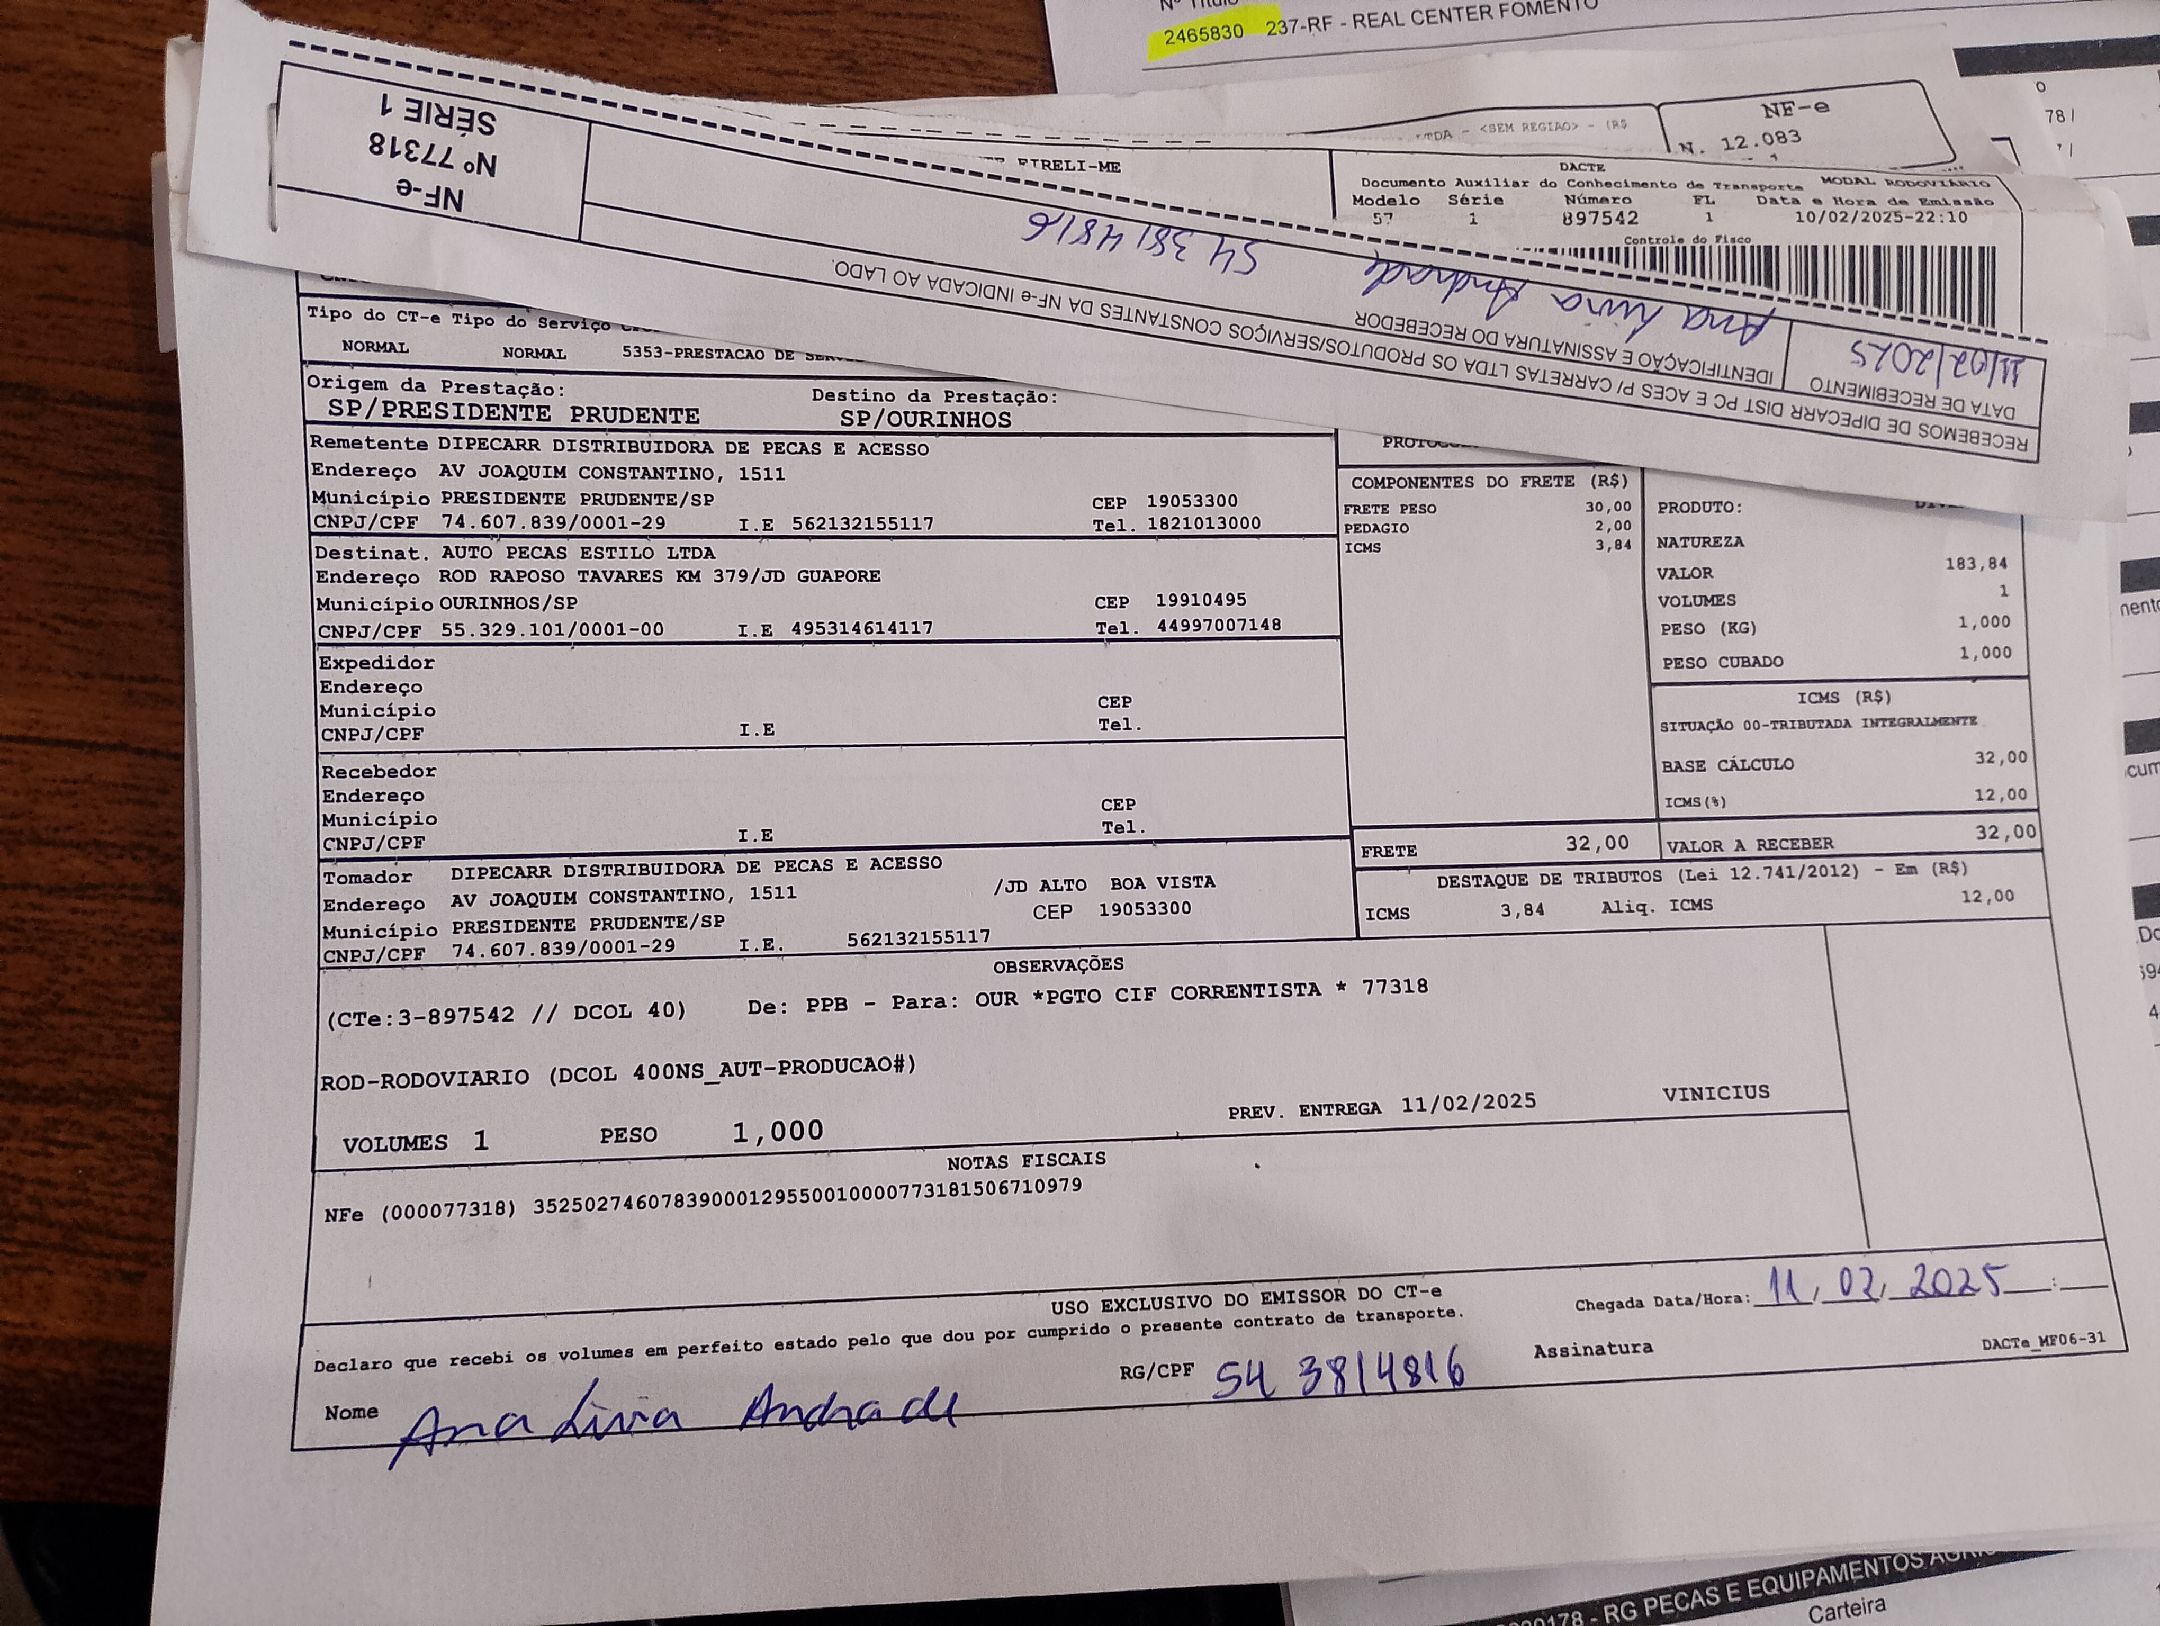 2465830 237-RF - REAL CENTER FOMENTO
NF-e
N. 12.083
LTDA - <SEM REGIAO> - (R$
NF-e
Nº 77318
SÉRIE 1
RECEBEMOS DE DIPECARR DIST PC E ACES P/ CARRETAS LTDA OS PRODUTOS/SERVIÇOS CONSTANTES DA NF-e INDICADA AO LADO.
DATA DE RECEBIMENTO
11/02/2025
IDENTIFICAÇÃO E ASSINATURA DO RECEBEDOR
Ana Livia Andrade 54 3814816
EIRELI-ME
DACTE
Documento Auxiliar do Conhecimento de Transporte MODAL RODOVIÁRIO
Modelo Série Número FL Data e Hora de Emissão
57 1 897542 1 10/02/2025-22:10
Controle do Fisco
Tipo do CT-e Tipo do Serviço
NORMAL NORMAL 5353-PRESTACAO DE
Origem da Prestação: Destino da Prestação:
SP/PRESIDENTE PRUDENTE SP/OURINHOS
Remetente DIPECARR DISTRIBUIDORA DE PECAS E ACESSO
Endereço AV JOAQUIM CONSTANTINO, 1511
Município PRESIDENTE PRUDENTE/SP CEP 19053300
CNPJ/CPF 74.607.839/0001-29 I.E 562132155117 Tel. 1821013000
Destinat. AUTO PECAS ESTILO LTDA
Endereço ROD RAPOSO TAVARES KM 379/JD GUAPORE
Município OURINHOS/SP CEP 19910495
CNPJ/CPF 55.329.101/0001-00 I.E 495314614117 Tel. 44997007148
Expedidor
Endereço
Município CEP
CNPJ/CPF I.E Tel.
Recebedor
Endereço
Município CEP
CNPJ/CPF I.E Tel.
Tomador DIPECARR DISTRIBUIDORA DE PECAS E ACESSO
Endereço AV JOAQUIM CONSTANTINO, 1511 /JD ALTO BOA VISTA
Município PRESIDENTE PRUDENTE/SP CEP 19053300
CNPJ/CPF 74.607.839/0001-29 I.E. 562132155117
COMPONENTES DO FRETE (R$)
FRETE PESO 30,00
PEDAGIO 2,00
ICMS 3,84
PRODUTO:
NATUREZA
VALOR 183,84
VOLUMES 1
PESO (KG) 1,000
PESO CUBADO 1,000
ICMS (R$)
SITUAÇÃO 00-TRIBUTADA INTEGRALMENTE
BASE CÁLCULO 32,00
ICMS(%) 12,00
FRETE 32,00 VALOR A RECEBER 32,00
DESTAQUE DE TRIBUTOS (Lei 12.741/2012) - Em (R$)
ICMS 3,84 Aliq. ICMS 12,00
OBSERVAÇÕES
(CTe:3-897542 // DCOL 40) De: PPB - Para: OUR *PGTO CIF CORRENTISTA * 77318
ROD-RODOVIARIO (DCOL 400NS_AUT-PRODUCAO#)
VOLUMES 1 PESO 1,000 PREV. ENTREGA 11/02/2025 VINICIUS
NOTAS FISCAIS
NFe (000077318) 35250274607839000129550010000773181506710979
USO EXCLUSIVO DO EMISSOR DO CT-e
Declaro que recebi os volumes em perfeito estado pelo que dou por cumprido o presente contrato de transporte.
Chegada Data/Hora: 11/02/2025 :
Nome Ana Livia Andrade RG/CPF 54 3814816 Assinatura
DACTe_MF06-31
- RG PECAS E EQUIPAMENTOS
Carteira